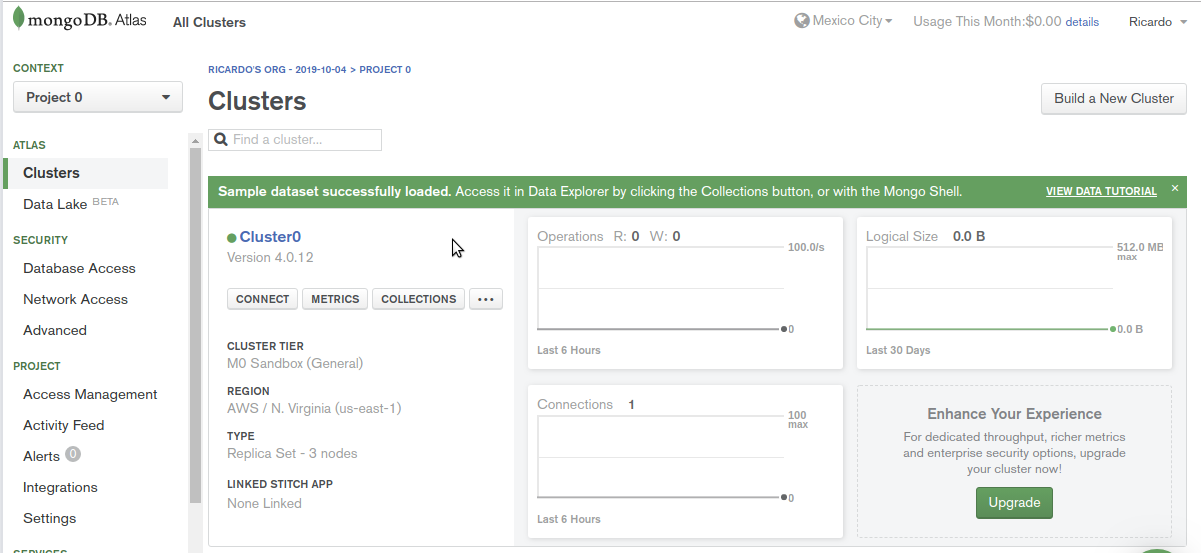 mongoDB. Atlas All Clusters Mexico City Usage This Month:$0.00 details Ricardo
CONTEXT
Project 0
ATLAS
Clusters
Data Lake BETA
SECURITY
Database Access
Network Access
Advanced
PROJECT
Access Management
Activity Feed
Alerts 0
Integrations
Settings
SERVICES
RICARDO'S ORG - 2019-10-04 > PROJECT 0
Clusters
Build a New Cluster
Find a cluster...
Sample dataset successfully loaded. Access it in Data Explorer by clicking the Collections button, or with the Mongo Shell. VIEW DATA TUTORIAL ×
Cluster0
Version 4.0.12
CONNECT METRICS COLLECTIONS ...
CLUSTER TIER
M0 Sandbox (General)
REGION
AWS / N. Virginia (us-east-1)
TYPE
Replica Set - 3 nodes
LINKED STITCH APP
None Linked
Operations R: 0 W: 0
100.0/s
0
Last 6 Hours
Logical Size 0.0 B
512.0 MB
max
0.0 B
Last 30 Days
Connections 1
100
max
0
Last 6 Hours
Enhance Your Experience
For dedicated throughput, richer metrics
and enterprise security options, upgrade
your cluster now!
Upgrade